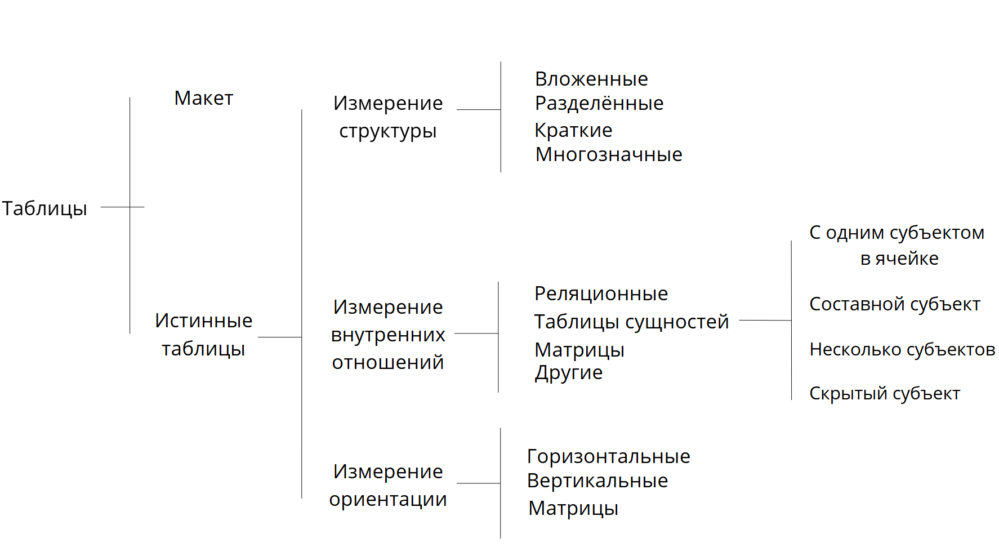 Таблицы
Макет
Истинные
таблицы
Измерение
структуры
Вложенные
Разделённые
Краткие
Многозначные
Измерение
внутренних
отношений
Реляционные
Таблицы сущностей
Матрицы
Другие
С одним субъектом
в ячейке
Составной субъект
Несколько субъектов
Скрытый субъект
Измерение
ориентации
Горизонтальные
Вертикальные
Матрицы